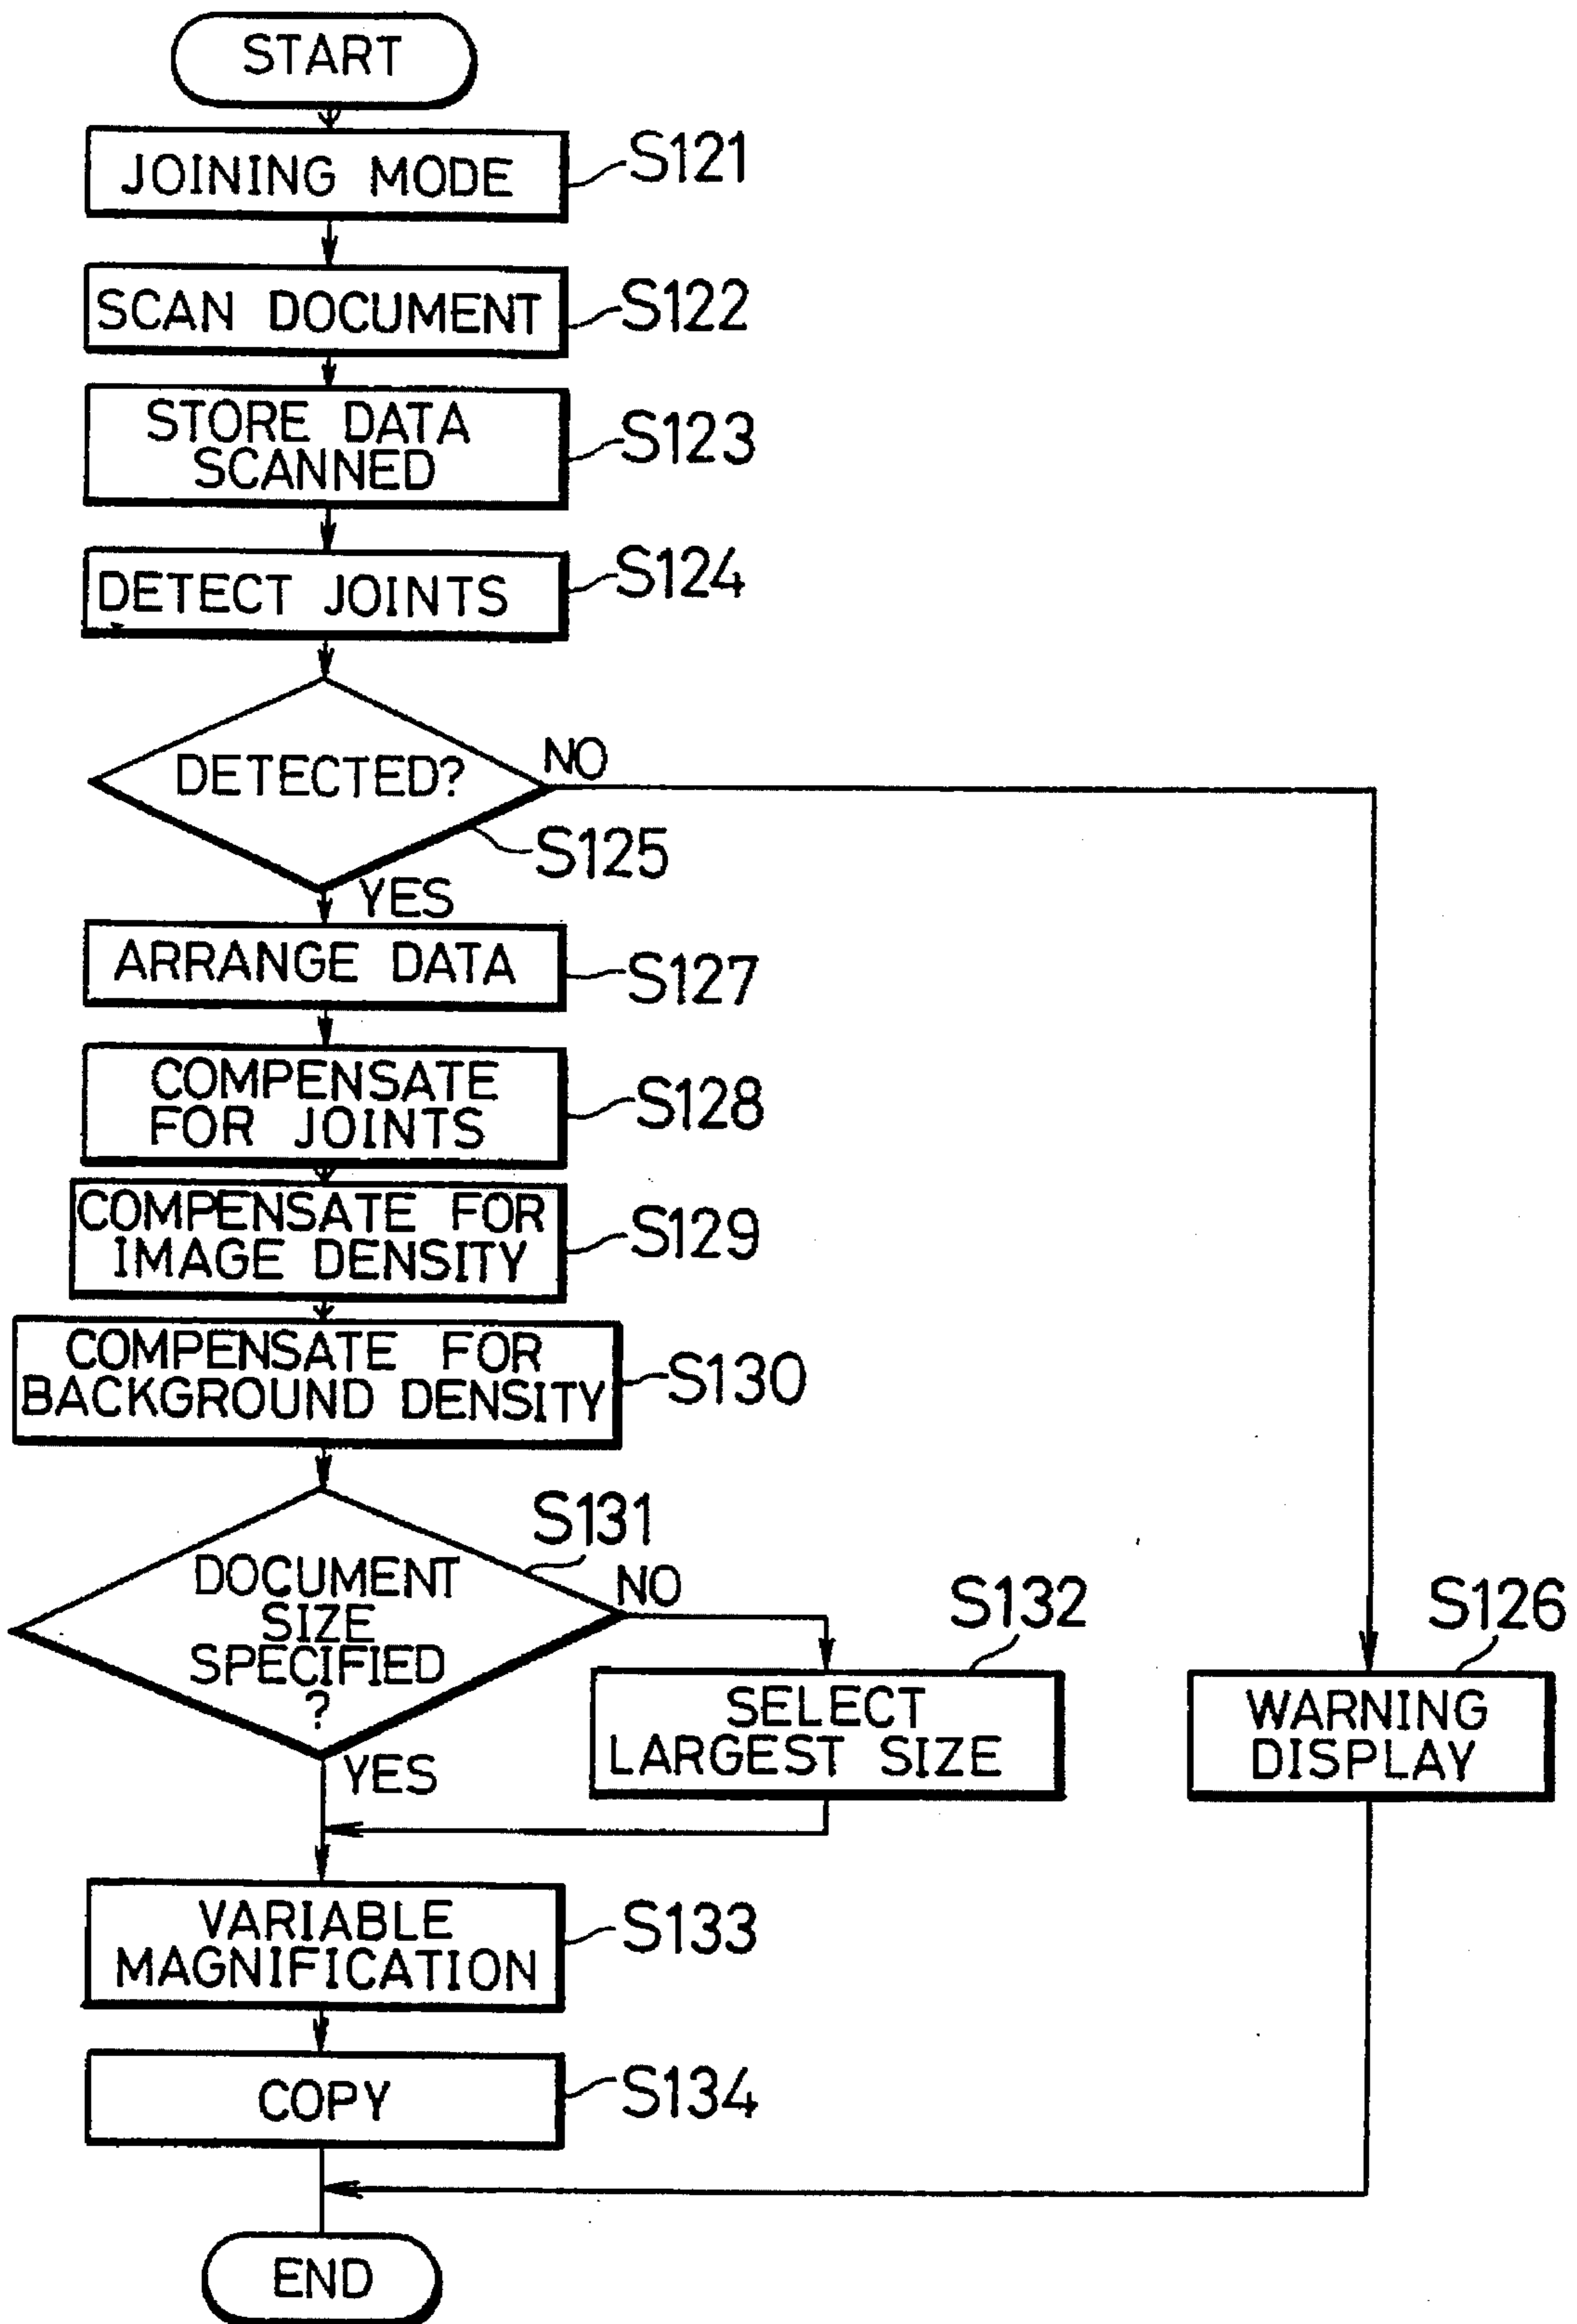 START
JOINING MODE
S121
SCAN DOCUMENT
S122
STORE DATA
SCANNED
S123
DETECT JOINTS
S124
DETECTED?
NO
S125
YES
ARRANGE DATA
S127
COMPENSATE
FOR JOINTS
S128
COMPENSATE FOR
IMAGE DENSITY
S129
COMPENSATE FOR
BACKGROUND DENSITY
S130
S131
DOCUMENT
SIZE
SPECIFIED
?
NO
YES
S132
SELECT
LARGEST SIZE
S126
WARNING
DISPLAY
VARIABLE
MAGNIFICATION
S133
COPY
S134
END